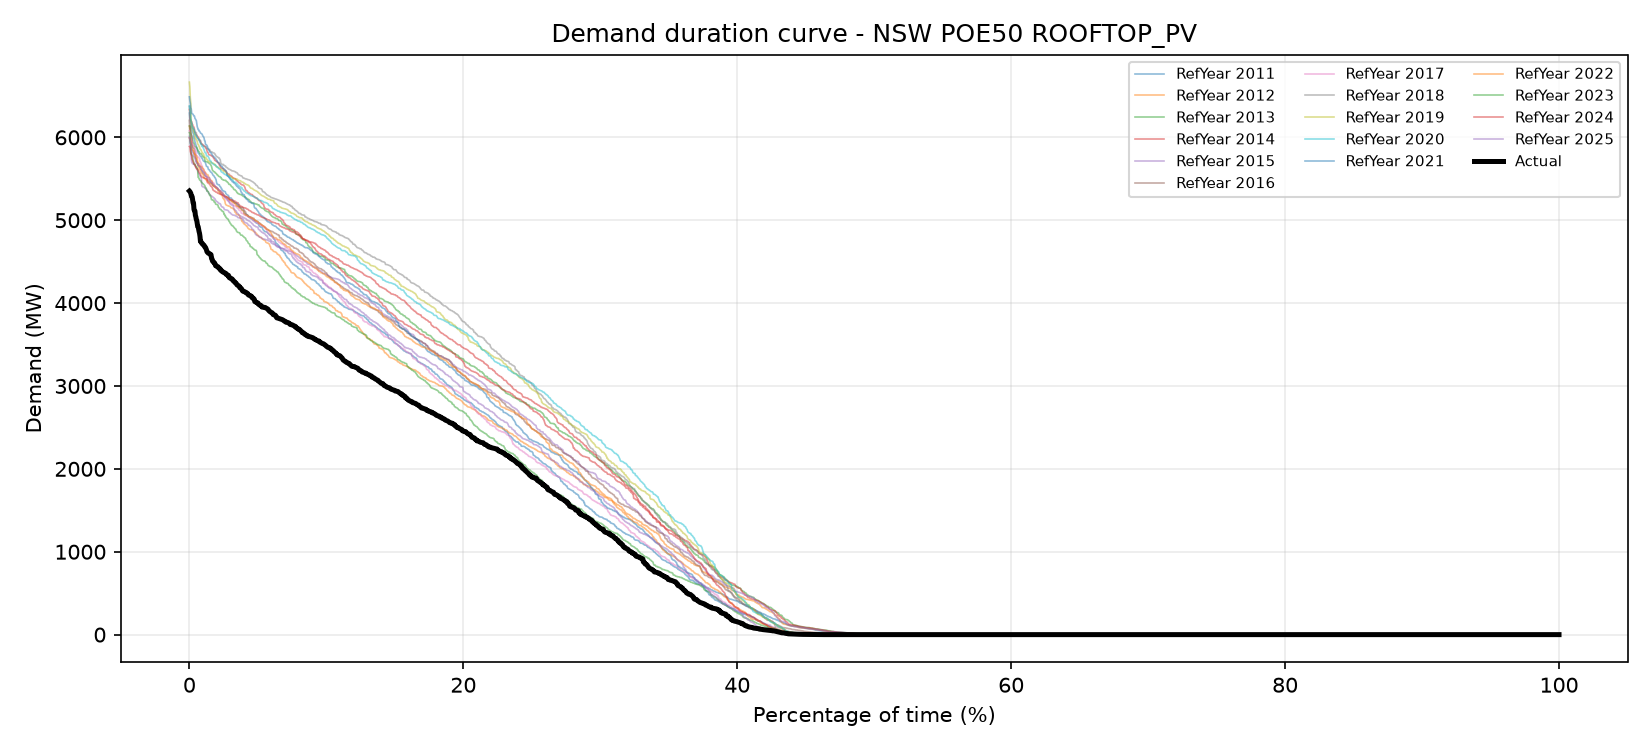 Demand duration curve - NSW POE50 ROOFTOP_PV
RefYear 2011
RefYear 2012
RefYear 2013
RefYear 2014
RefYear 2015
RefYear 2016
RefYear 2017
RefYear 2018
RefYear 2019
RefYear 2020
RefYear 2021
RefYear 2022
RefYear 2023
RefYear 2024
RefYear 2025
Actual
Demand (MW)
6000
5000
4000
3000
2000
1000
0
0
20
40
60
80
100
Percentage of time (%)